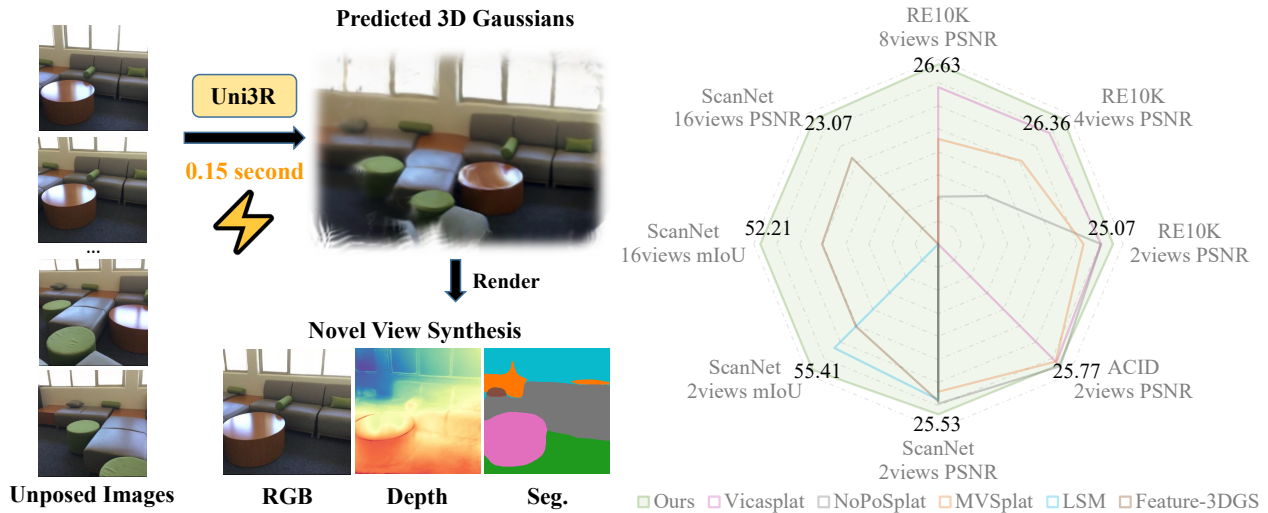 Predicted 3D Gaussians
Uni3R
0.15 second
...
Render
Novel View Synthesis
Unposed Images
RGB
Depth
Seg.
RE10K
8views PSNR
26.63
RE10K
4views PSNR
26.36
RE10K
2views PSNR
25.07
ACID
2views PSNR
25.77
ScanNet
2views PSNR
25.53
ScanNet
2views mIoU
55.41
ScanNet
16views mIoU
52.21
ScanNet
16views PSNR
23.07
Ours
Vicasplat
NoPoSplat
MVSplat
LSM
Feature-3DGS